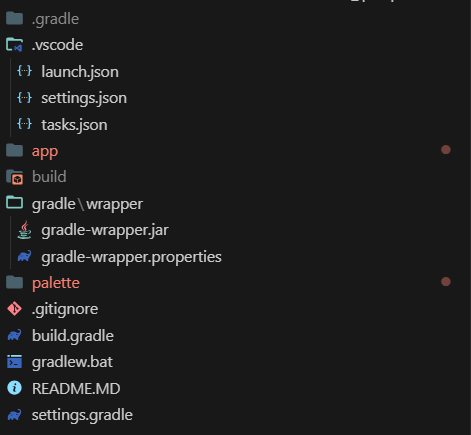 .gradle
.vscode
launch.json
settings.json
tasks.json
app
build
gradle\wrapper
gradle-wrapper.jar
gradle-wrapper.properties
palette
.gitignore
build.gradle
gradlew.bat
README.MD
settings.gradle